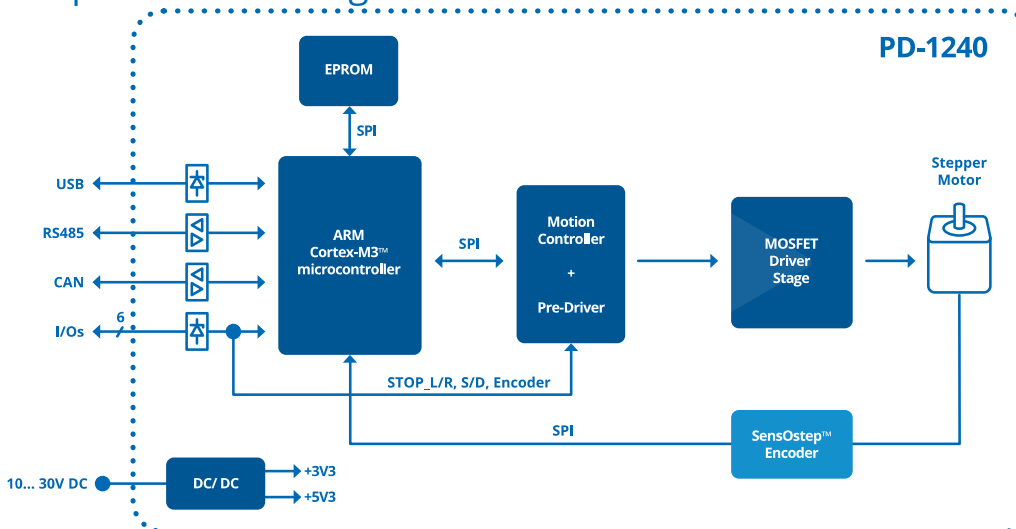 PD-1240
EPROM
SPI
USB
RS485
CAN
I/Os
6
ARM
Cortex-M3™
microcontroller
SPI
Motion
Controller
+
Pre-Driver
MOSFET
Driver
Stage
Stepper
Motor
STOP_L/R, S/D, Encoder
SPI
SensOstep™
Encoder
10... 30V DC
DC/ DC
+3V3
+5V3